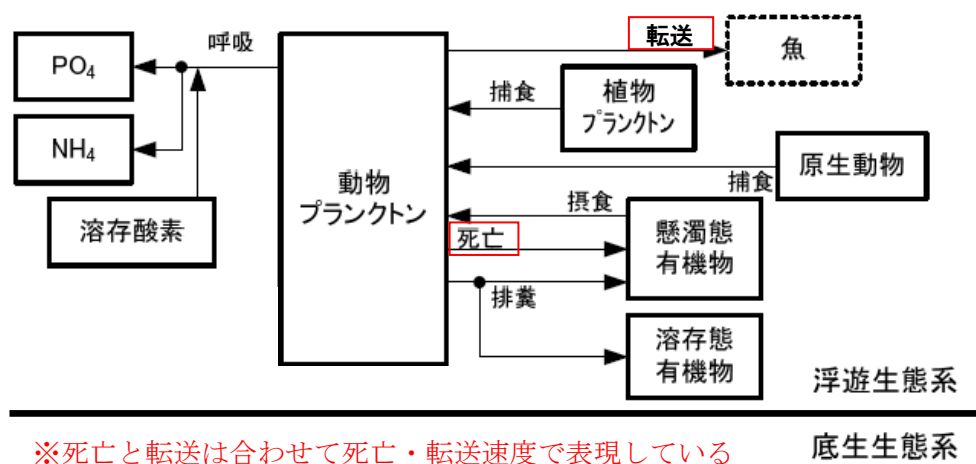 呼吸
転送
魚
PO₄
捕食
植物
プランクトン
NH₄
動物
プランクトン
原生動物
捕食
溶存酸素
摂食
懸濁態
有機物
死亡
排糞
溶存態
有機物
浮遊生態系
底生生態系
※死亡と転送は合わせて死亡・転送速度で表現している